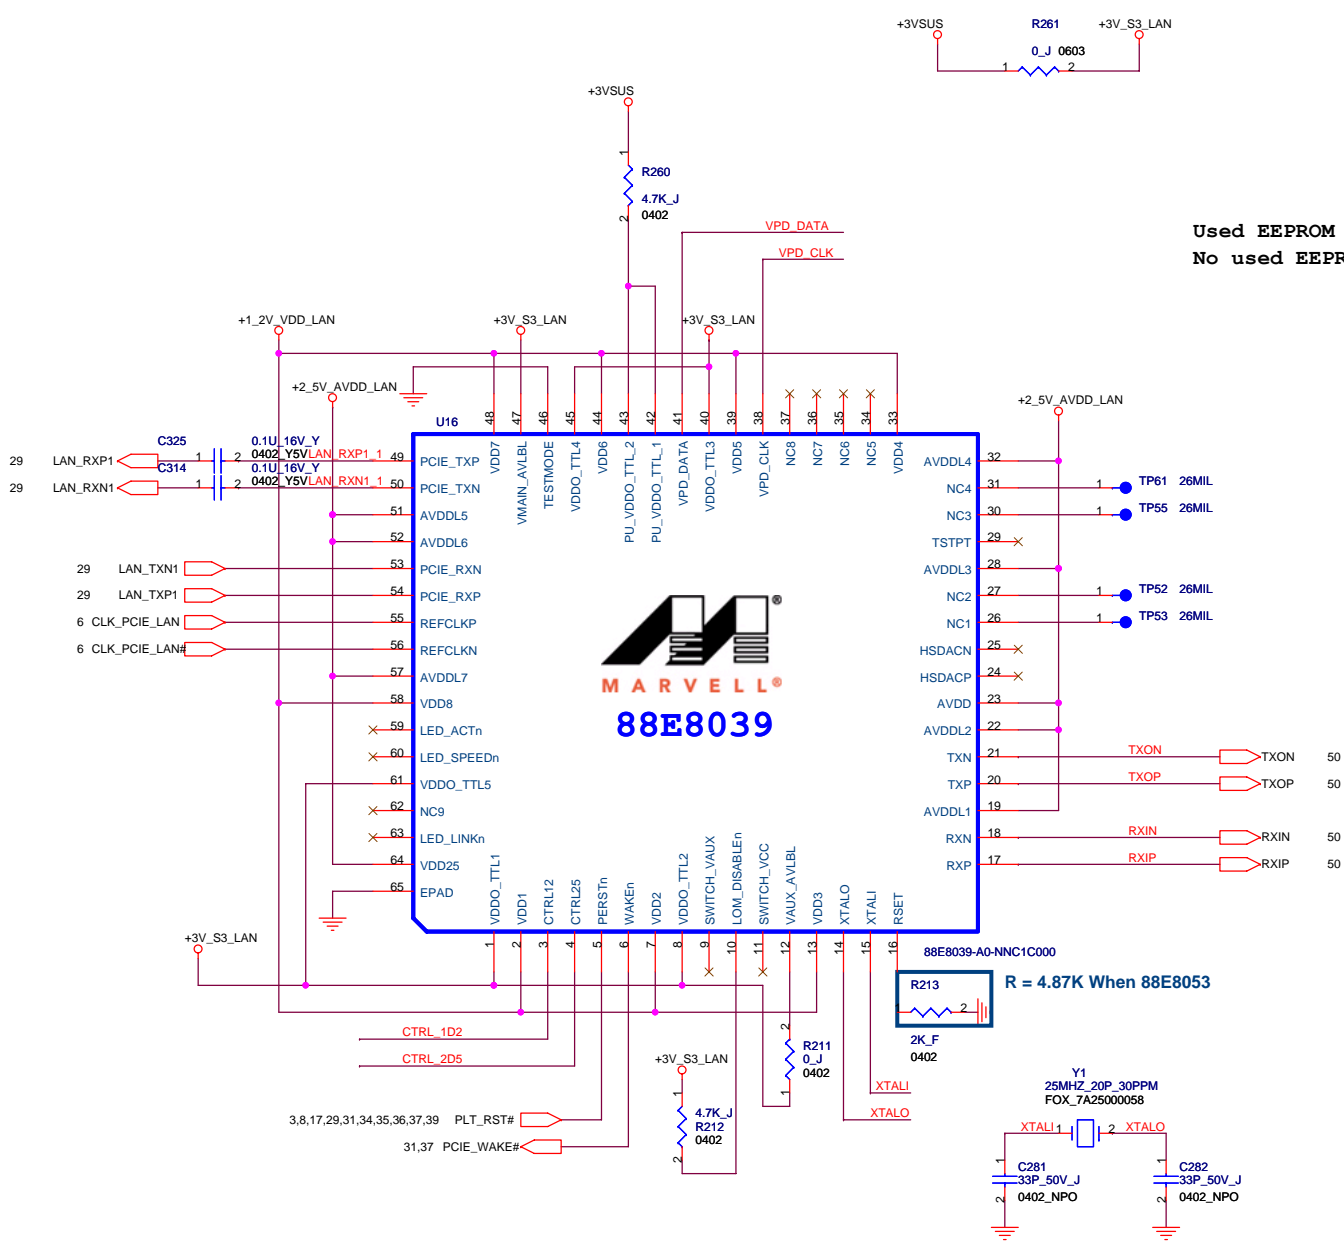 +3VSUS R261 +3V_S3_LAN
0_J 0603
1 2
+3VSUS
1
R260
4.7K_J
2 0402
VPD_DATA
VPD_CLK
Used EEPROM
No used EEPR
+1_2V_VDD_LAN +3V_S3_LAN +3V_S3_LAN
+2_5V_AVDD_LAN +2_5V_AVDD_LAN
U16
48 47 46 45 44 43 42 41 40 39 38 37 36 35 34 33
VDD7 VMAIN_AVLBL TESTMODE VDDO_TTL4 VDD6 PU_VDDO_TTL_2 PU_VDDO_TTL_1 VPD_DATA VDDO_TTL3 VDD5 VPD_CLK NC8 NC7 NC6 NC5 VDD4
C325 0.1U_16V_Y
29 LAN_RXP1 1 2 0402_Y5V LAN_RXP1_1 49 PCIE_TXP
C314 0.1U_16V_Y
29 LAN_RXN1 1 2 0402_Y5V LAN_RXN1_1 50 PCIE_TXN
51 AVDDL5
52 AVDDL6
29 LAN_TXN1 53 PCIE_RXN
29 LAN_TXP1 54 PCIE_RXP
6 CLK_PCIE_LAN 55 REFCLKP
6 CLK_PCIE_LAN# 56 REFCLKN
57 AVDDL7
58 VDD8
59 LED_ACTn
60 LED_SPEEDn
61 VDDO_TTL5
62 NC9
63 LED_LINKn
64 VDD25
65 EPAD
MARVELL®
®
88E8039
AVDDL4 32
NC4 31 1 TP61 26MIL
NC3 30 1 TP55 26MIL
TSTPT 29
AVDDL3 28
NC2 27 1 TP52 26MIL
NC1 26 1 TP53 26MIL
HSDACN 25
HSDACP 24
AVDD 23
AVDDL2 22
TXN 21 TXON TXON 50
TXP 20 TXOP TXOP 50
AVDDL1 19
RXN 18 RXIN RXIN 50
RXP 17 RXIP RXIP 50
VDDO_TTL1 VDD1 CTRL12 CTRL25 PERSTn WAKEn VDD2 VDDO_TTL2 SWITCH_VAUX LOM_DISABLEn SWITCH_VCC VAUX_AVLBL VDD3 XTALO XTALI RSET
1 2 3 4 5 6 7 8 9 10 11 12 13 14 15 16
+3V_S3_LAN
88E8039-A0-NNC1C000
R213
1 2
2K_F
0402
R = 4.87K When 88E8053
CTRL_1D2
CTRL_2D5
+3V_S3_LAN
1
4.7K_J
R212
0402
2
2
R211
0_J
0402
1
XTALI
XTALO
3,8,17,29,31,34,35,36,37,39 PLT_RST#
31,37 PCIE_WAKE#
Y1
25MHZ_20P_30PPM
FOX_7A25000058
XTALI 1 2 XTALO
1 C281
33P_50V_J
2 0402_NPO
1 C282
33P_50V_J
2 0402_NPO